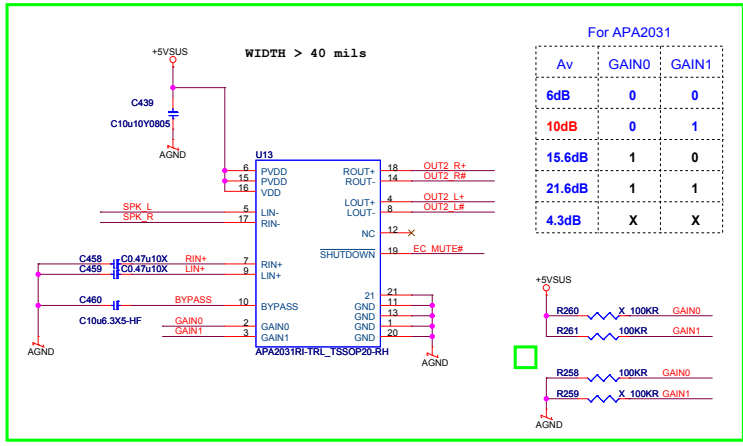 For APA2031
Av GAIN0 GAIN1
6dB 0 0
10dB 0 1
15.6dB 1 0
21.6dB 1 1
4.3dB X X
+5VSUS
WIDTH > 40 mils
C439
C10u10Y0805
AGND
U13
6 PVDD
15 PVDD
16 VDD
SPK_L 5 LIN-
SPK_R 17 RIN-
C458 C0.47u10X RIN+ 7 RIN+
C459 C0.47u10X LIN+ 9 LIN+
C460 BYPASS 10 BYPASS
C10u6.3X5-HF
GAIN0 2 GAIN0
GAIN1 3 GAIN1
AGND
ROUT+ 18 OUT2_R+
ROUT- 14 OUT2_R#
LOUT+ 4 OUT2_L+
LOUT- 8 OUT2_L#
NC 12
SHUTDOWN 19 EC_MUTE#
21 21
GND 11
GND 13
GND 1
GND 20
APA2031RI-TRL_TSSOP20-RH
AGND
+5VSUS
R260 X_100KR GAIN0
R261 100KR GAIN1
R258 100KR GAIN0
R259 X_100KR GAIN1
AGND